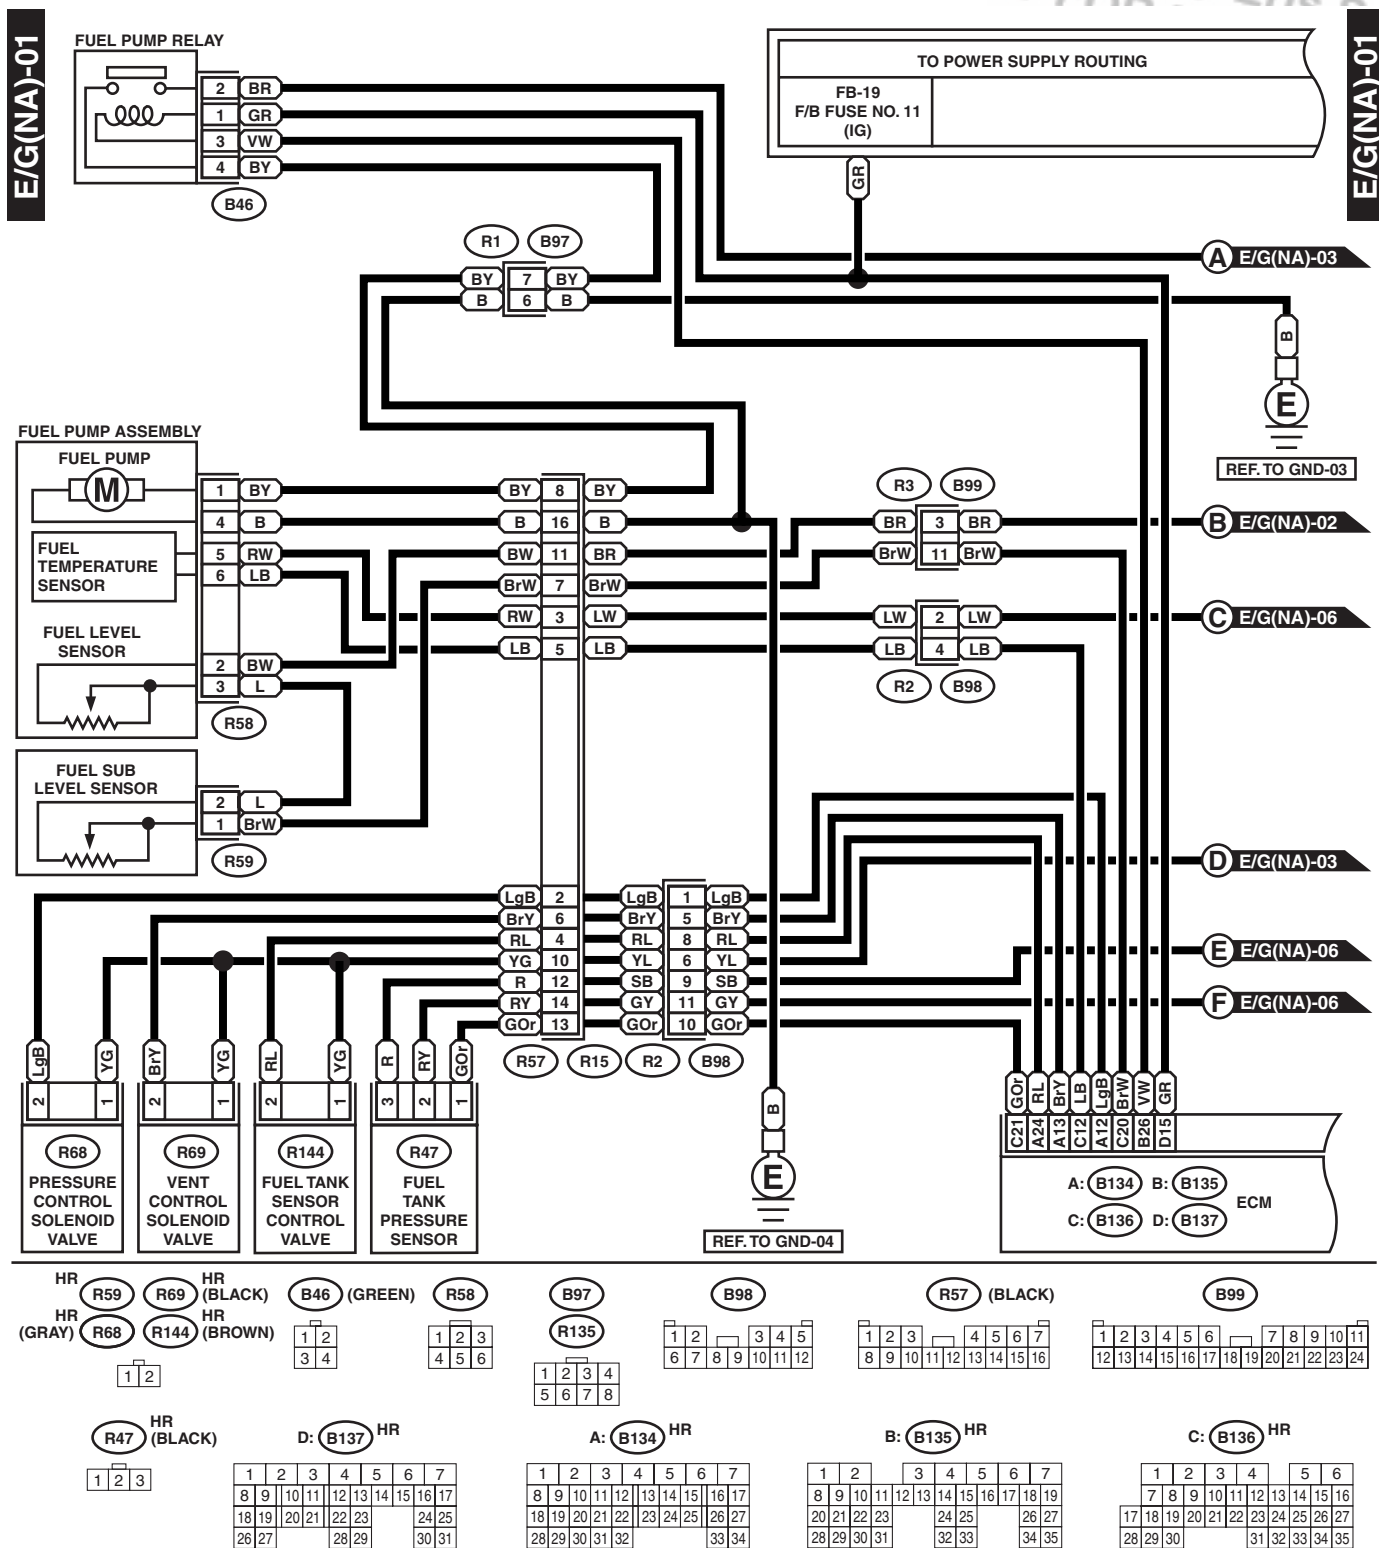 E/G(NA)-01
E/G(NA)-01
FUEL PUMP RELAY
2 BR
1 GR
3 VW
4 BY
B46
TO POWER SUPPLY ROUTING
FB-19
F/B FUSE NO. 11
(IG)
GR
R1 B97
BY 7 BY
B 6 B
A E/G(NA)-03
B
E
REF. TO GND-03
FUEL PUMP ASSEMBLY
FUEL PUMP
M
1 BY
4 B
FUEL
TEMPERATURE
SENSOR
5 RW
6 LB
FUEL LEVEL
SENSOR
2 BW
3 L
R58
FUEL SUB
LEVEL SENSOR
2 L
1 BrW
R59
BY 8 BY
B 16 B
BW 11 BR
BrW 7 BrW
RW 3 LW
LB 5 LB
R3 B99
BR 3 BR
BrW 11 BrW
LW 2 LW
LB 4 LB
R2 B98
B E/G(NA)-02
C E/G(NA)-06
D E/G(NA)-03
E E/G(NA)-06
F E/G(NA)-06
LgB 2 LgB 1 LgB
BrY 6 BrY 5 BrY
RL 4 RL 8 RL
YG 10 YL 6 YL
R 12 SB 9 SB
RY 14 GY 11 GY
GOr 13 GOr 10 GOr
R57 R15 R2 B98
LgB YG BrY YG RL YG R RY GOr
2 1 2 1 2 1 3 2 1
R68
PRESSURE
CONTROL
SOLENOID
VALVE
R69
VENT
CONTROL
SOLENOID
VALVE
R144
FUEL TANK
SENSOR
CONTROL
VALVE
R47
FUEL
TANK
PRESSURE
SENSOR
B
E
REF. TO GND-04
GOr RL BrY LB LgB BrW VW GR
C21 A24 A13 C12 A12 C20 B26 D15
A: B134 B: B135
C: B136 D: B137
ECM
HR R59 R69 HR (BLACK)
HR (GRAY) R68 R144 HR (BROWN)
1 2
B46 (GREEN)
1 2
3 4
R58
1 2 3
4 5 6
B97
R135
1 2 3 4
5 6 7 8
B98
1 2 3 4 5
6 7 8 9 10 11 12
R57 (BLACK)
1 2 3 4 5 6 7
8 9 10 11 12 13 14 15 16
B99
1 2 3 4 5 6 7 8 9 10 11
12 13 14 15 16 17 18 19 20 21 22 23 24
R47 HR (BLACK)
1 2 3
D: B137 HR
1 2 3 4 5 6 7
8 9 10 11 12 13 14 15 16 17
18 19 20 21 22 23 24 25
26 27 28 29 30 31
A: B134 HR
1 2 3 4 5 6 7
8 9 10 11 12 13 14 15 16 17
18 19 20 21 22 23 24 25 26 27
28 29 30 31 32 33 34
B: B135 HR
1 2 3 4 5 6 7
8 9 10 11 12 13 14 15 16 17 18 19
20 21 22 23 24 25 26 27
28 29 30 31 32 33 34 35
C: B136 HR
1 2 3 4 5 6
7 8 9 10 11 12 13 14 15 16
17 18 19 20 21 22 23 24 25 26 27
28 29 30 31 32 33 34 35